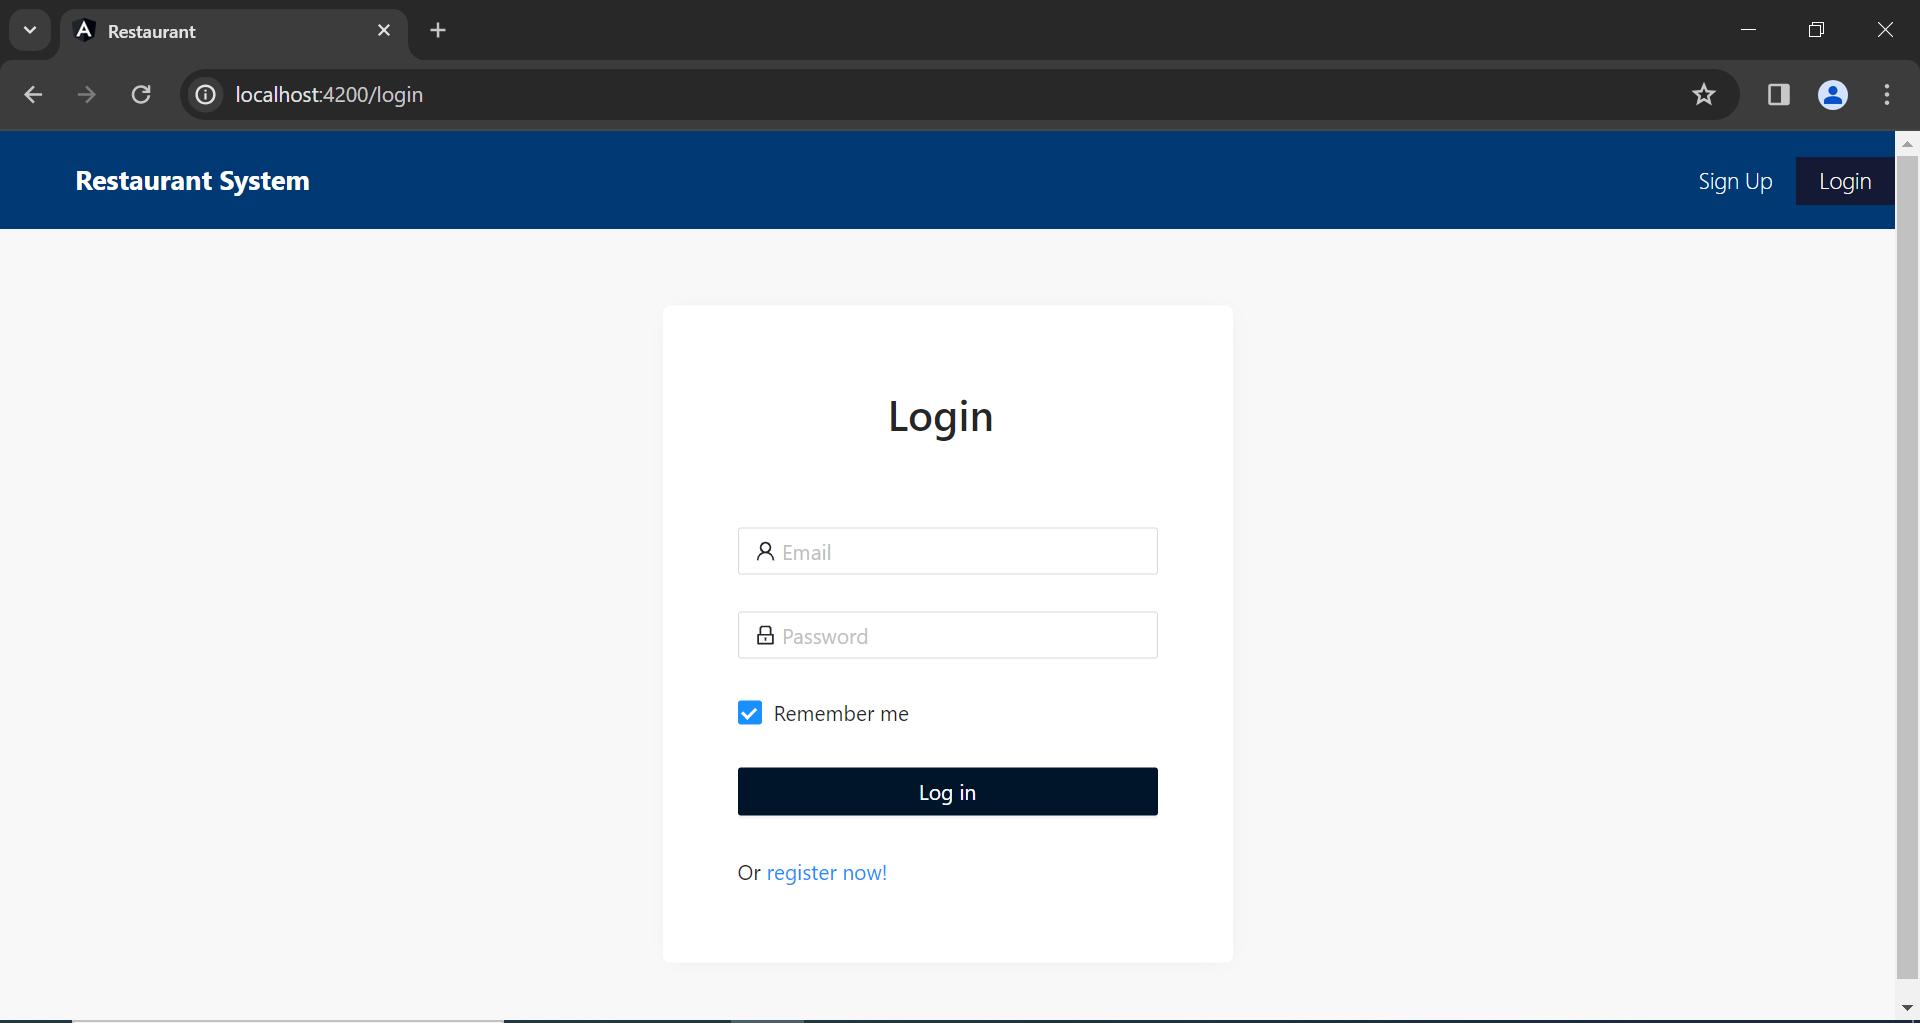 Restaurant
localhost:4200/login
Restaurant System
Sign Up
Login
Login
Email
Password
Remember me
Log in
Or register now!